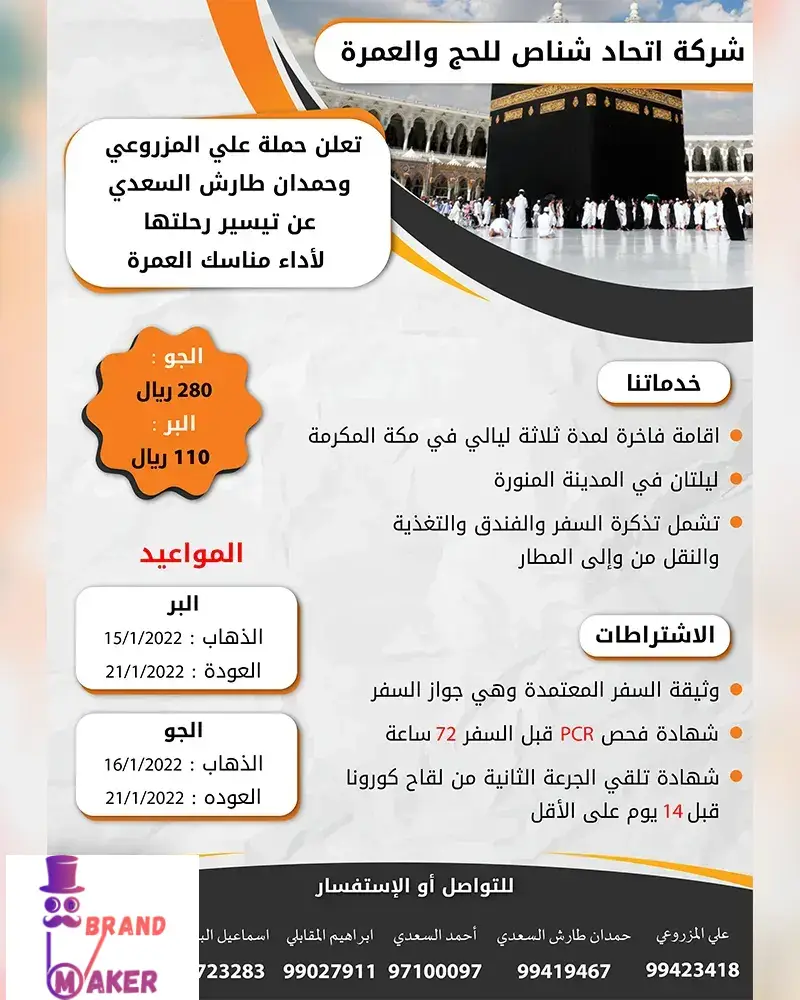 شركة اتحاد شناص للحج والعمرة
تعلن حملة علي المزروعي
وحمدان طارش السعدي
عن تيسير رحلتها
لأداء مناسك العمرة
الجو :
280 ريال
البر :
110 ريال
خدماتنا
اقامة فاخرة لمدة ثلاثة ليالي في مكة المكرمة
ليلتان في المدينة المنورة
تشمل تذكرة السفر والفندق والتغذية
والنقل من وإلى المطار
المواعيد
البر
الذهاب : 15/1/2022
العودة : 21/1/2022
الجو
الذهاب : 16/1/2022
العوده : 21/1/2022
الاشتراطات
وثيقة السفر المعتمدة وهي جواز السفر
شهادة فحص PCR قبل السفر 72 ساعة
شهادة تلقي الجرعة الثانية من لقاح كورونا
قبل 14 يوم على الأقل
للتواصل أو الإستفسار
علي المزروعي
99423418
حمدان طارش السعدي
99419467
أحمد السعدي
97100097
ابراهيم المقابلي
99027911
اسماعيل
723283
BRAND
MAKER